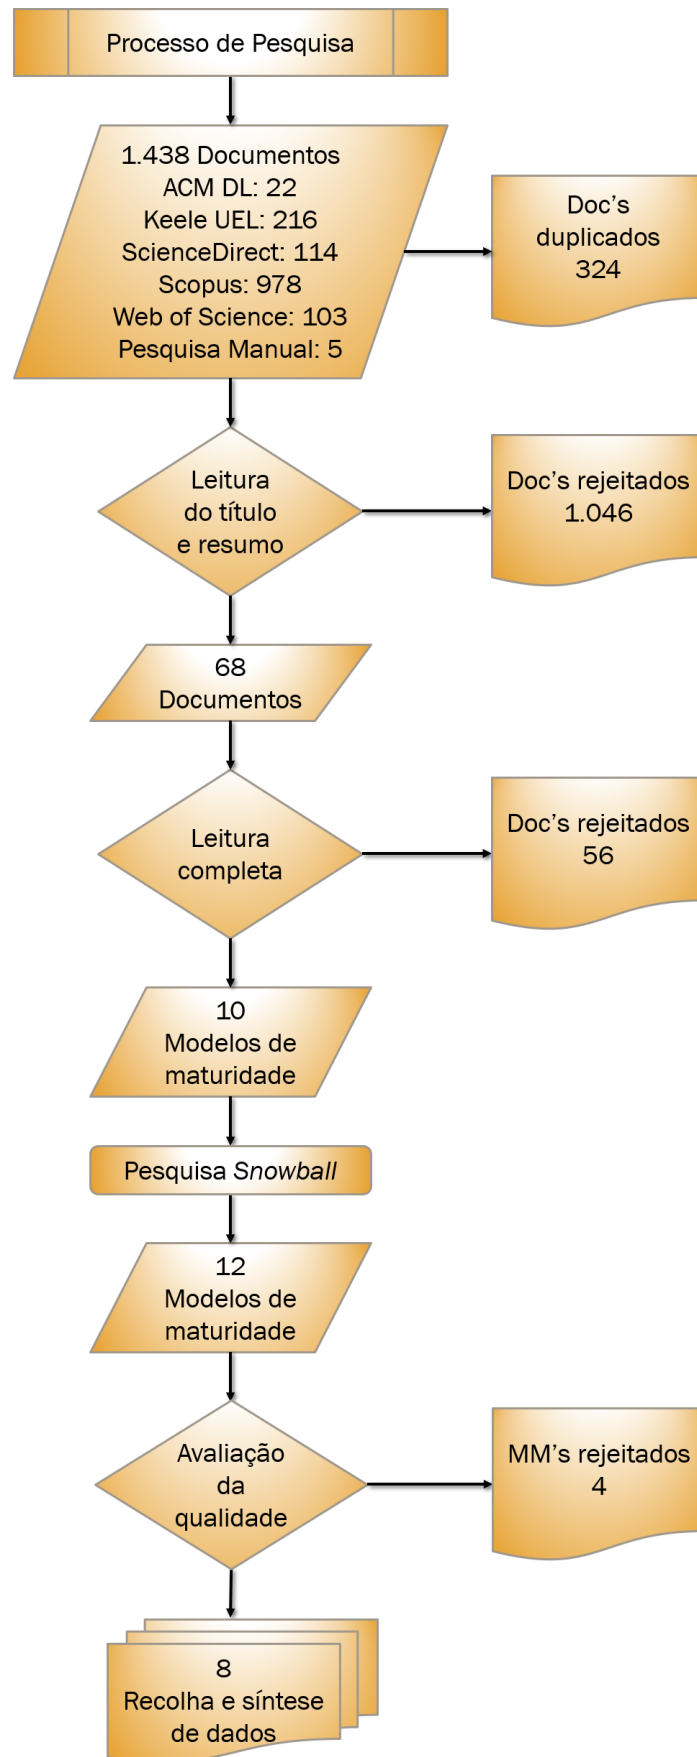 Processo de Pesquisa
1.438 Documentos
ACM DL: 22
Keele UEL: 216
ScienceDirect: 114
Scopus: 978
Web of Science: 103
Pesquisa Manual: 5
Doc's
duplicados
324
Leitura
do título
e resumo
Doc's rejeitados
1.046
68
Documentos
Leitura
completa
Doc's rejeitados
56
10
Modelos de
maturidade
Pesquisa Snowball
12
Modelos de
maturidade
Avaliação
da
qualidade
MM's rejeitados
4
8
Recolha e síntese
de dados